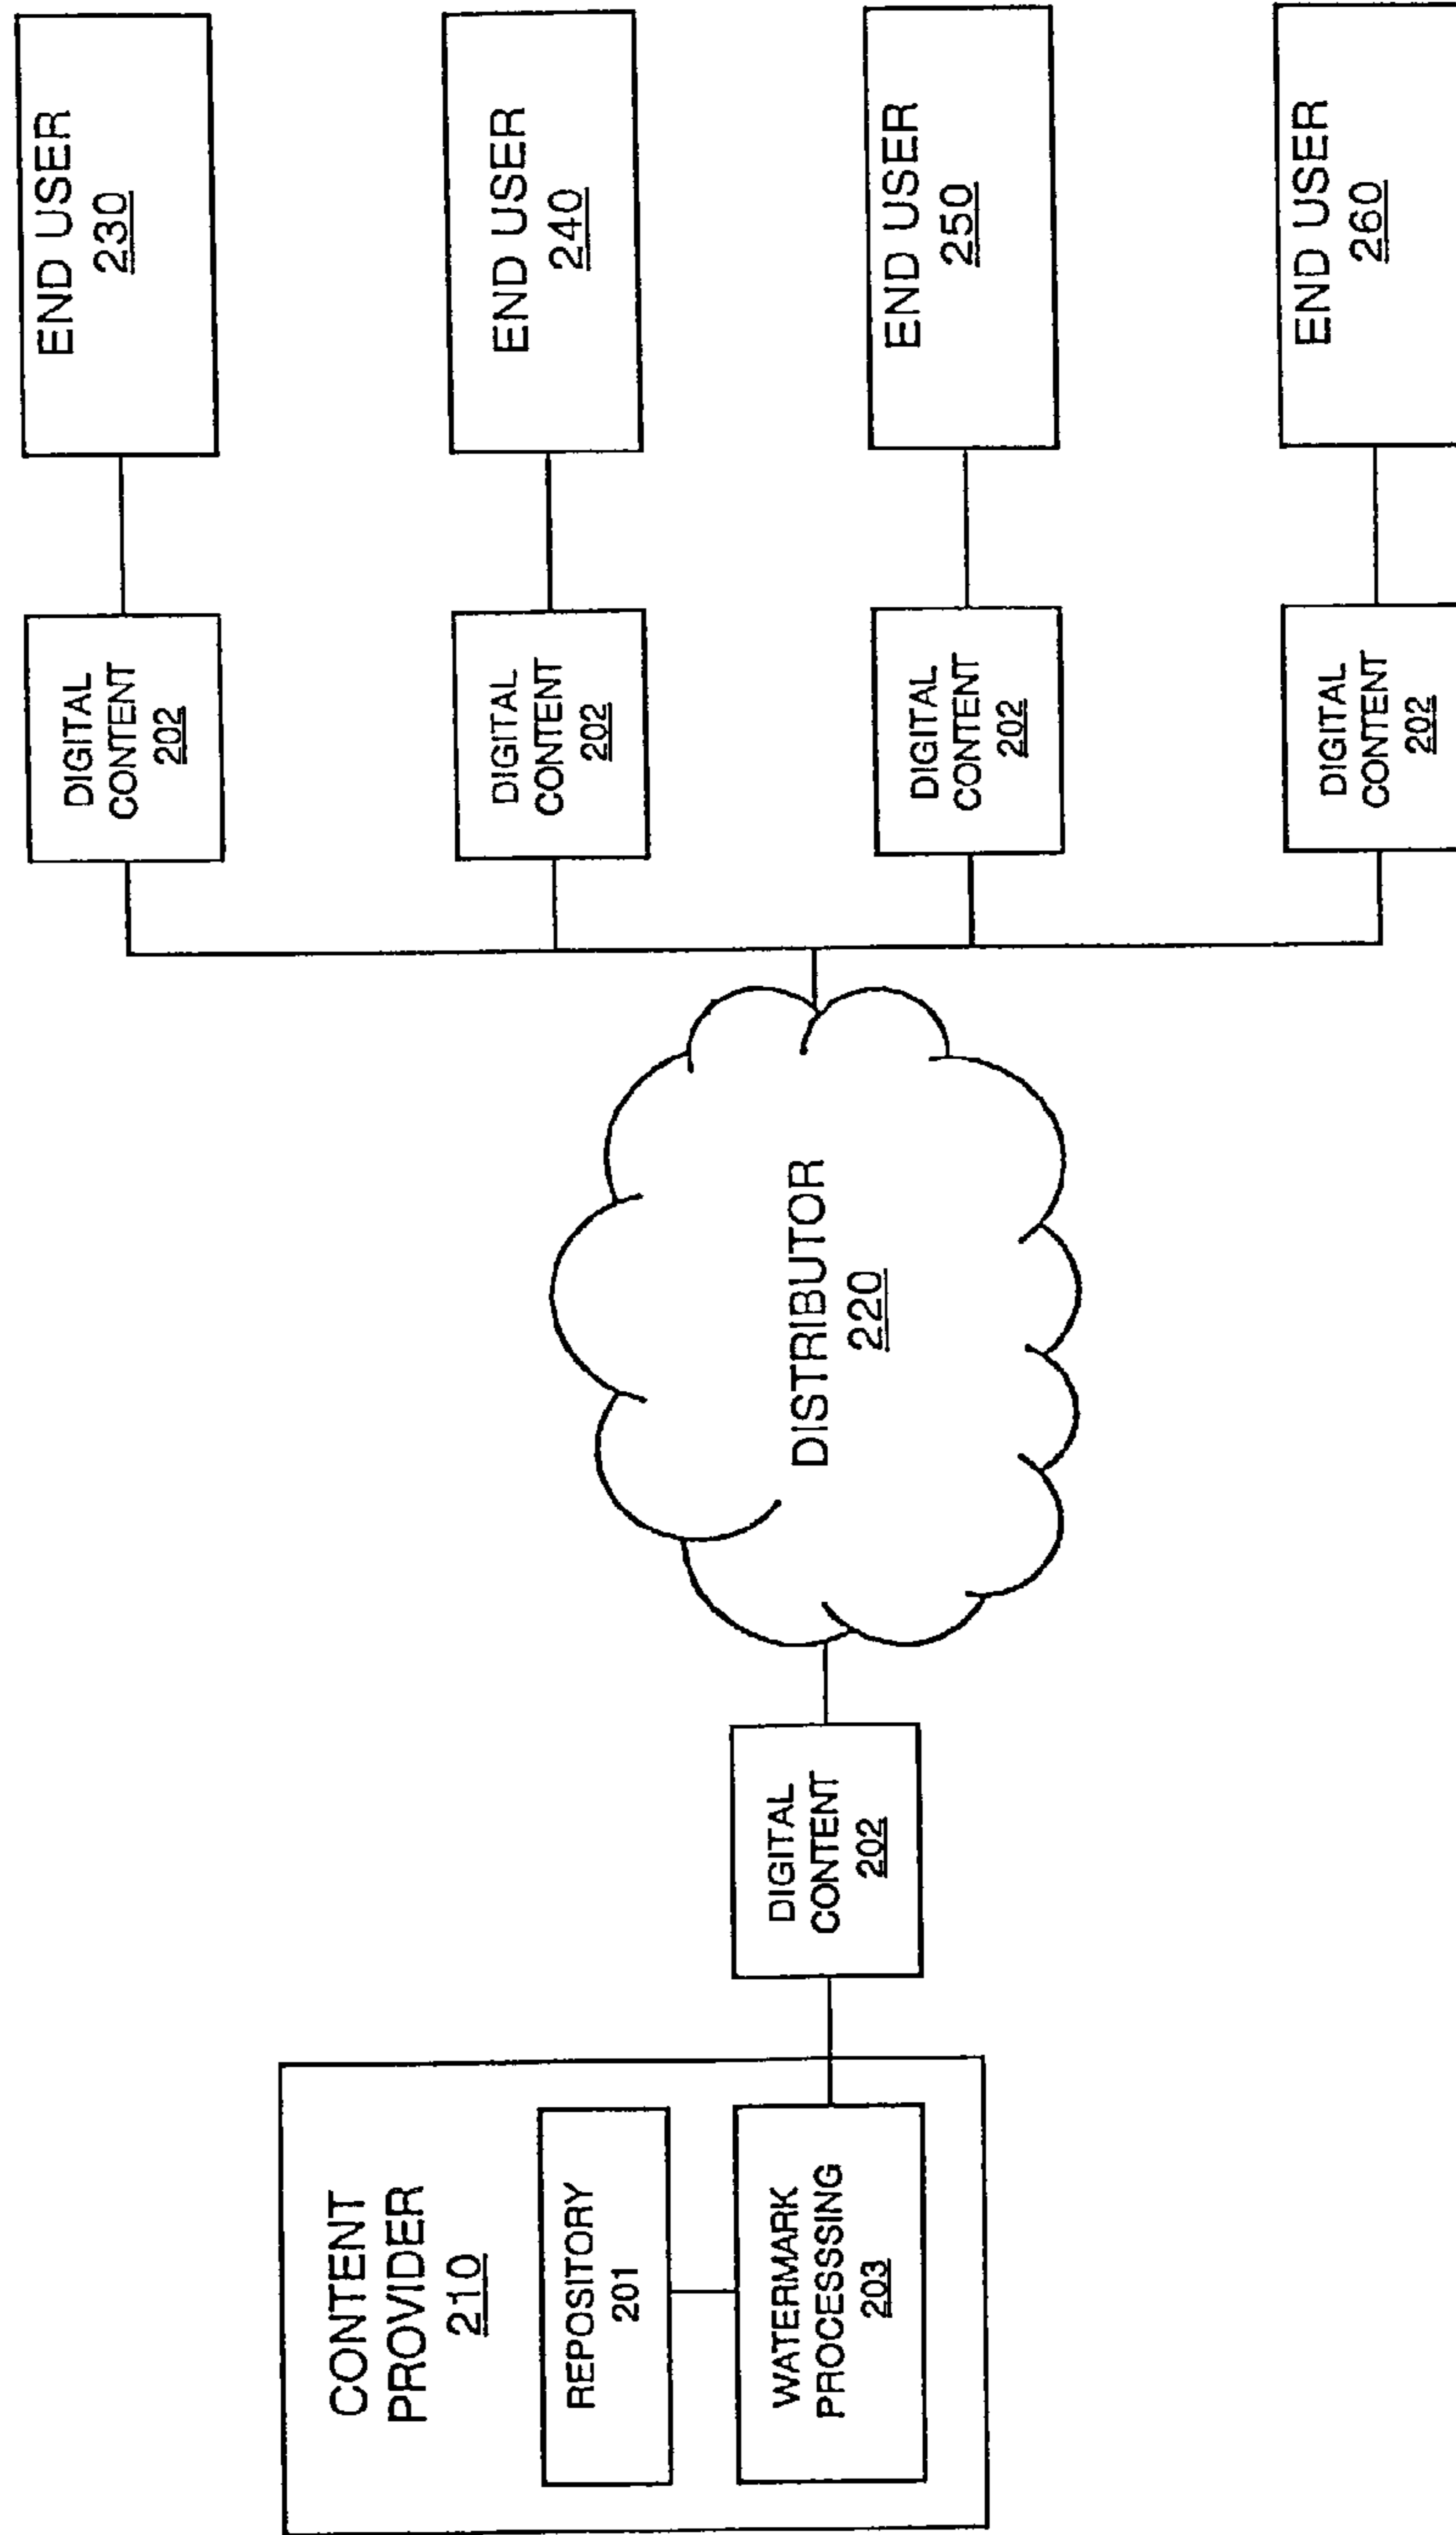 CONTENT
PROVIDER
210
REPOSITORY
201
WATERMARK
PROCESSSING
203
DIGITAL
CONTENT
202
DISTRIBUTOR
220
DIGITAL
CONTENT
202
END USER
230
DIGITAL
CONTENT
202
END USER
240
DIGITAL
CONTENT
202
END USER
250
DIGITAL
CONTENT
202
END USER
260